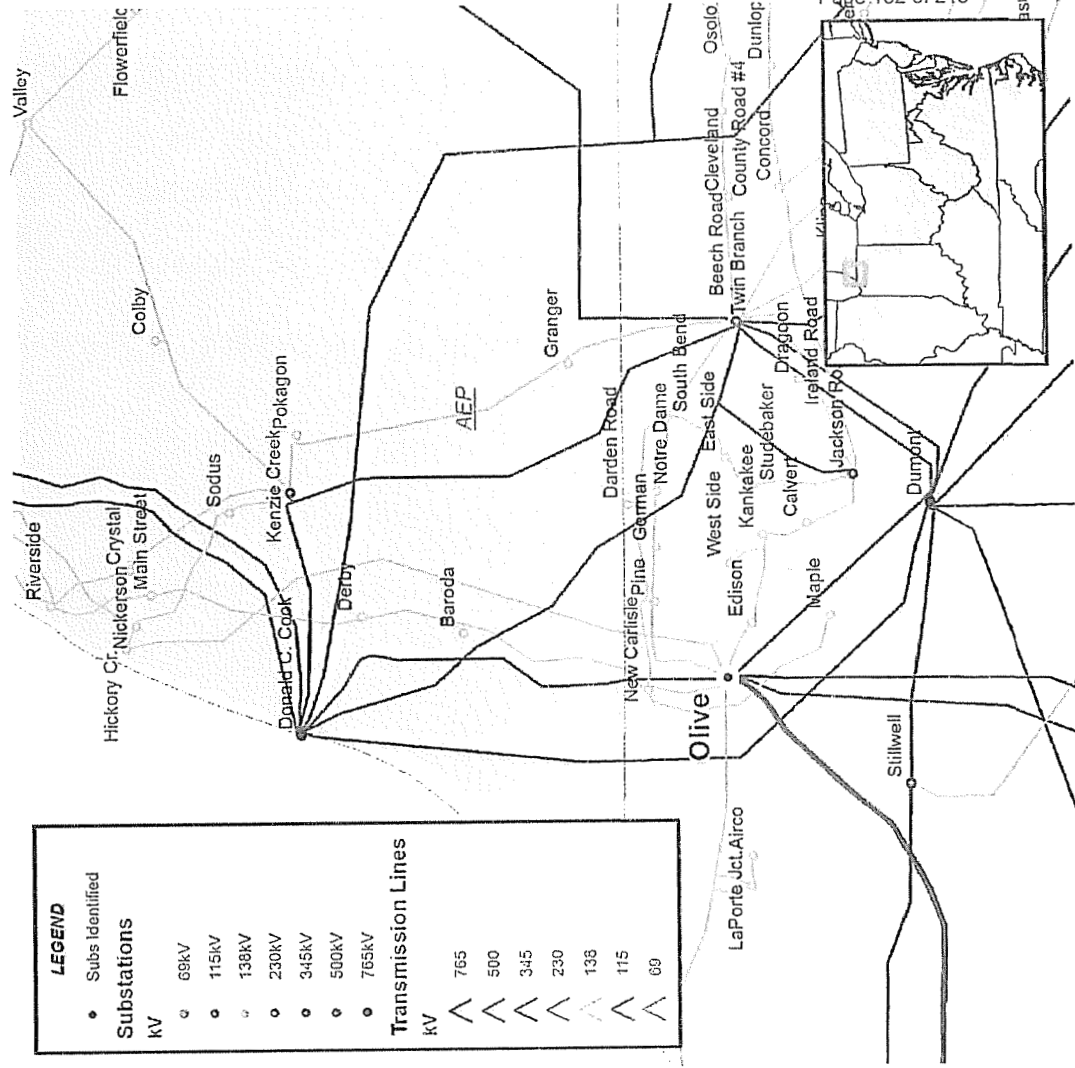 LEGEND
Subs Identified
Substations
kV
69kV
115kV
138kV
230kV
345kV
500kV
765kV
Transmission Lines
kV
765
500
345
230
138
115
69
Valley
Flowerfield
Colby
Riverside
Sodus
Crystal
Main Street
Nickerson
Hickory Cr.
Pokagon
Kenzie Creek
Donald C. Cook
Derby
Baroda
Granger
AEP
Osolo
Dunlop
Cleveland
County Road #4
Concord
Beech Road
Twin Branch
South Bend
Dragoon
Ireland Road
Darden Road
Notre Dame
East Side
Studebaker
Jackson Ro
German
West Side
Kankakee
Calvert
Dumont
Pine
New Carlisle
Edison
Maple
Olive
Stillwell
LaPorte Jct.
Airco